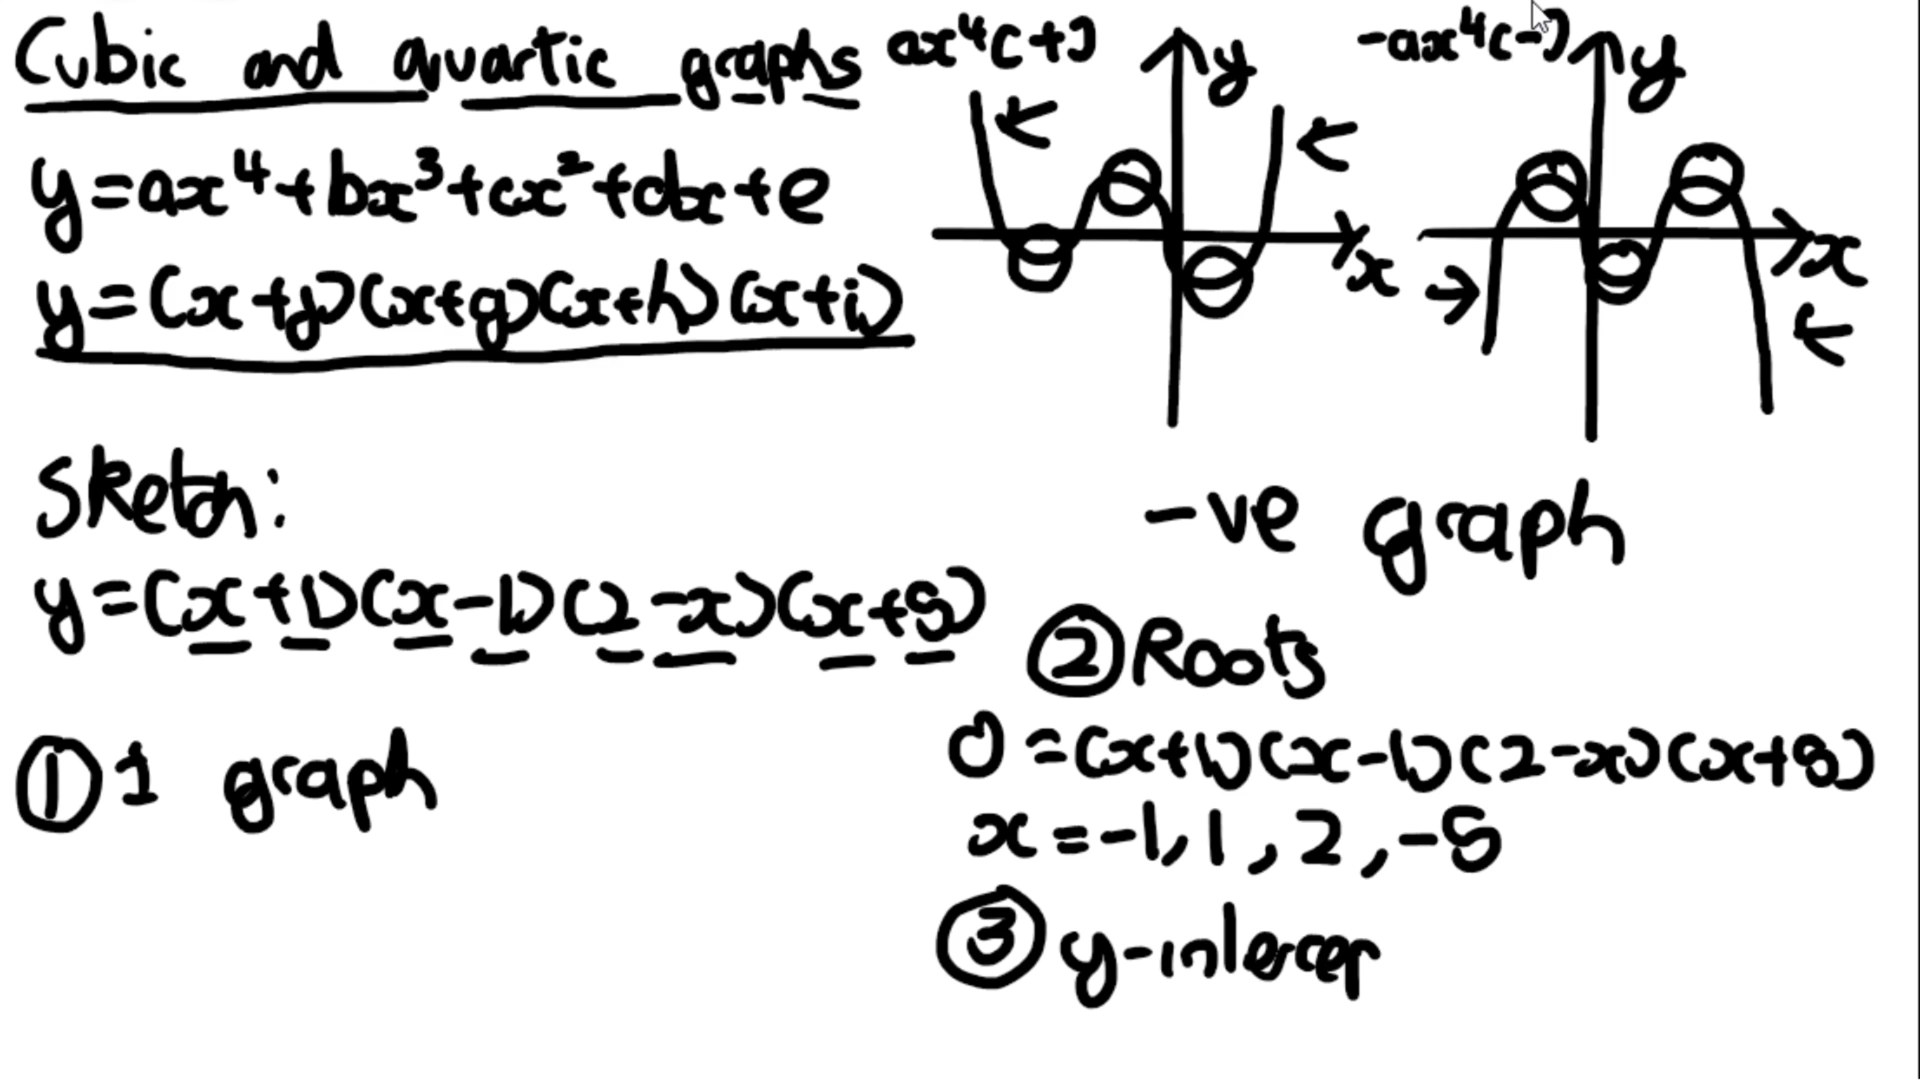 Cubic and quartic graphs
y=ax⁴+bx³+cx²+dx+e
y=(x+f)(x+g)(x+h)(x+i)
ax⁴(+)
y
x
-ax⁴(-)
y
x
Sketch:
y=(x+1)(x-1)(2-x)(x+5)
① 1 graph
-ve graph
② Roots
0=(x+1)(x-1)(2-x)(x+5)
x=-1,1,2,-5
③ y-intercep